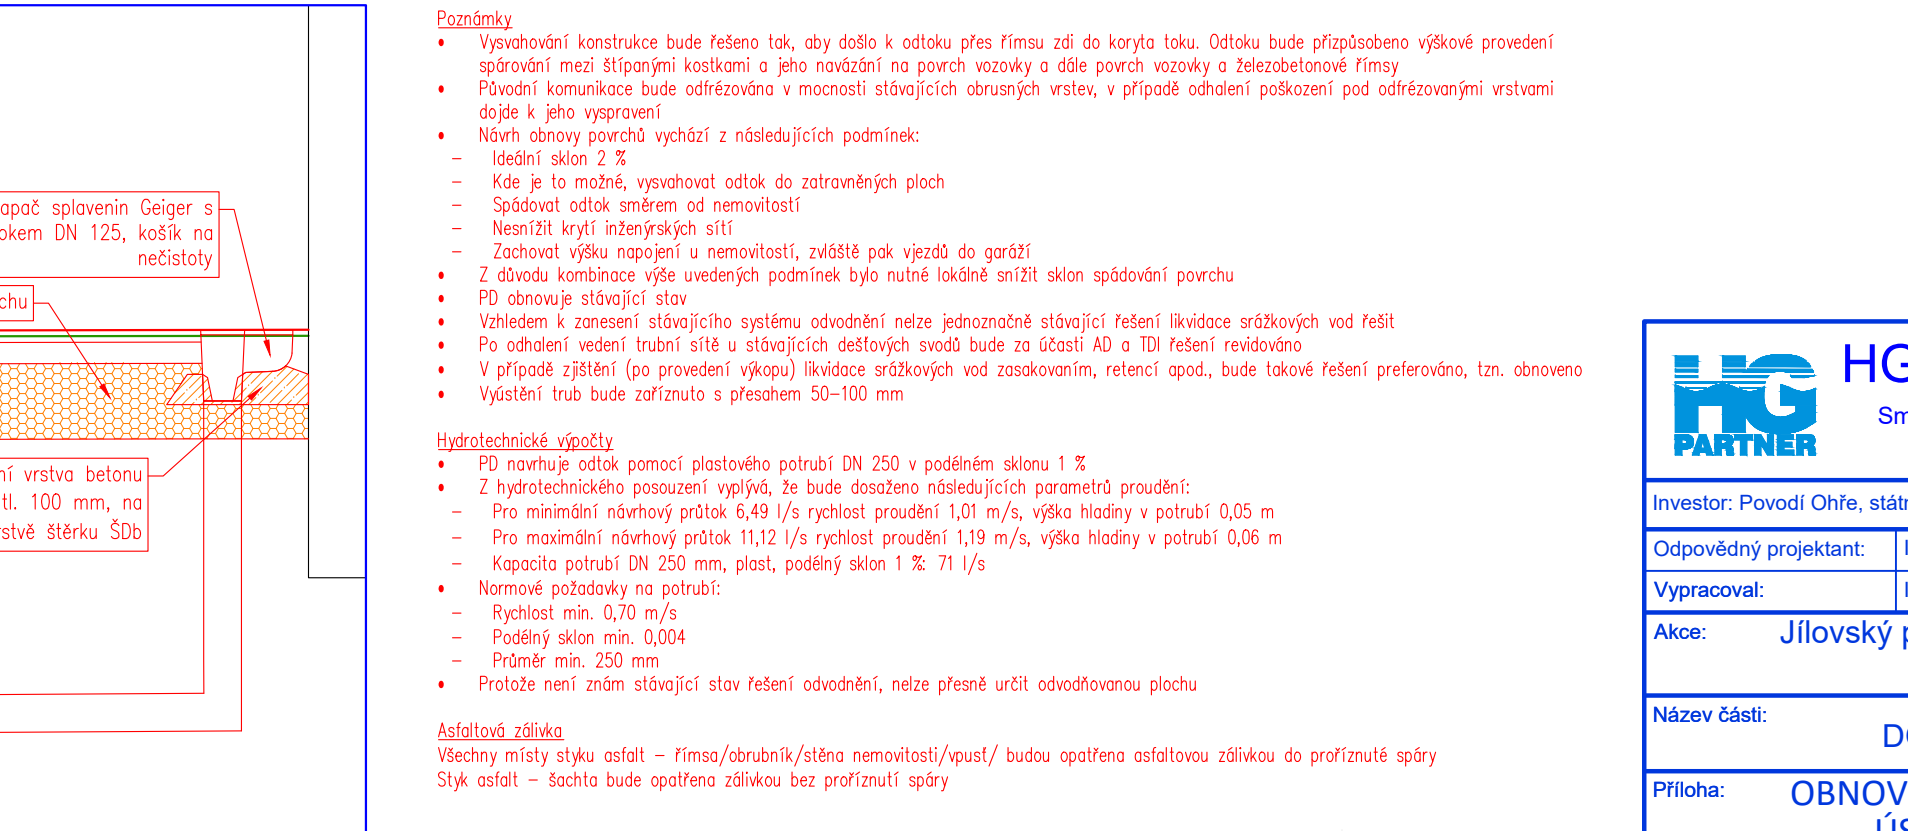 Poznámky
• Vysvahování konstrukce bude řešeno tak, aby došlo k odtoku přes římsu zdi do koryta toku. Odtoku bude přizpůsobeno výškové provedení
spárování mezi štípanými kostkami a jeho navázání na povrch vozovky a dále povrch vozovky a železobetonové římsy
• Původní komunikace bude odfrézována v mocnosti stávajících obrusných vrstev, v případě odhalení poškození pod odfrézovanými vrstvami
dojde k jeho vyspravení
• Návrh obnovy povrchů vychází z následujících podmínek:
– Ideální sklon 2 %
– Kde je to možné, vysvahovat odtok do zatravněných ploch
– Spádovat odtok směrem od nemovitostí
– Nesnížit krytí inženýrských sítí
– Zachovat výšku napojení u nemovitostí, zvláště pak vjezdů do garáží
• Z důvodu kombinace výše uvedených podmínek bylo nutné lokálně snížit sklon spádování povrchu
• PD obnovuje stávající stav
• Vzhledem k zanesení stávajícího systému odvodnění nelze jednoznačně stávající řešení likvidace srážkových vod řešit
• Po odhalení vedení trubní sítě u stávajících dešťových svodů bude za účasti AD a TDI řešení revidováno
• V případě zjištění (po provedení výkopu) likvidace srážkových vod zasakovaním, retencí apod., bude takové řešení preferováno, tzn. obnoveno
• Vyústění trub bude zaříznuto s přesahem 50–100 mm
Hydrotechnické výpočty
• PD navrhuje odtok pomocí plastového potrubí DN 250 v podélném sklonu 1 %
• Z hydrotechnického posouzení vyplývá, že bude dosaženo následujících parametrů proudění:
– Pro minimální návrhový průtok 6,49 l/s rychlost proudění 1,01 m/s, výška hladiny v potrubí 0,05 m
– Pro maximální návrhový průtok 11,12 l/s rychlost proudění 1,19 m/s, výška hladiny v potrubí 0,06 m
– Kapacita potrubí DN 250 mm, plast, podélný sklon 1 %: 71 l/s
• Normové požadavky na potrubí:
– Rychlost min. 0,70 m/s
– Podélný sklon min. 0,004
– Průměr min. 250 mm
• Protože není znám stávající stav řešení odvodnění, nelze přesně určit odvodňovanou plochu
Asfaltová zálivka
Všechny místy styku asfalt – římsa/obrubník/stěna nemovitosti/vpusť/ budou opatřena asfaltovou zálivkou do proříznuté spáry
Styk asfalt – šachta bude opatřena zálivkou bez proříznutí spáry
apač splavenin Geiger s
okem DN 125, košík na
nečistoty
chu
ní vrstva betonu
tl. 100 mm, na
rstvě štěrku ŠDb
HG
PARTNER
HG
Sm
Investor: Povodí Ohře, stát
Odpovědný projektant:
Vypracoval:
Akce: Jílovský p
Název části:
D
Příloha: OBNOV
ÚS